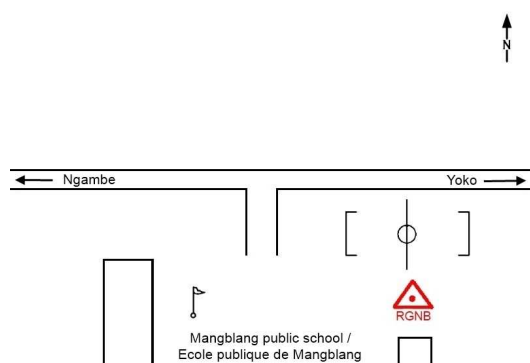 N
Ngambe
Yoko
RGNB
Mangblang public school /
Ecole publique de Mangblang